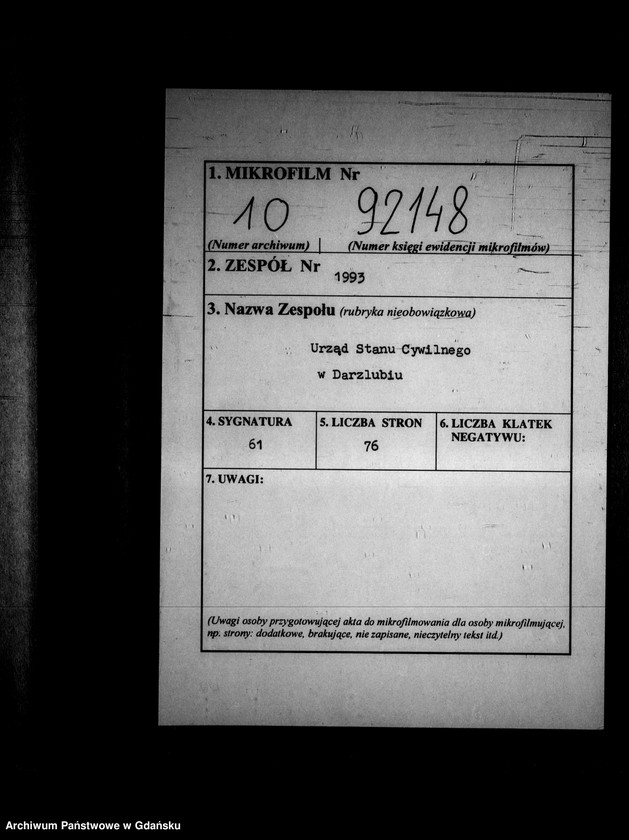 1. MIKROFILM Nr
10 92148
(Numer archiwum) (Numer księgi ewidencji mikrofilmów)
2. ZESPÓŁ Nr
1993
3. Nazwa Zespołu (rubryka nieobowiązkowa)
Urząd Stanu Cywilnego
w Darzlubiu
4. SYGNATURA 5. LICZBA STRON 6. LICZBA KLATEK
NEGATYWU:
61 76
7. UWAGI:
(Uwagi osoby przygotowującej akta do mikrofilmowania dla osoby mikrofilmującej,
np. strony: dodatkowe, brakujące, nie zapisane, nieczytelny tekst itd.)
Archiwum Państwowe w Gdańsku